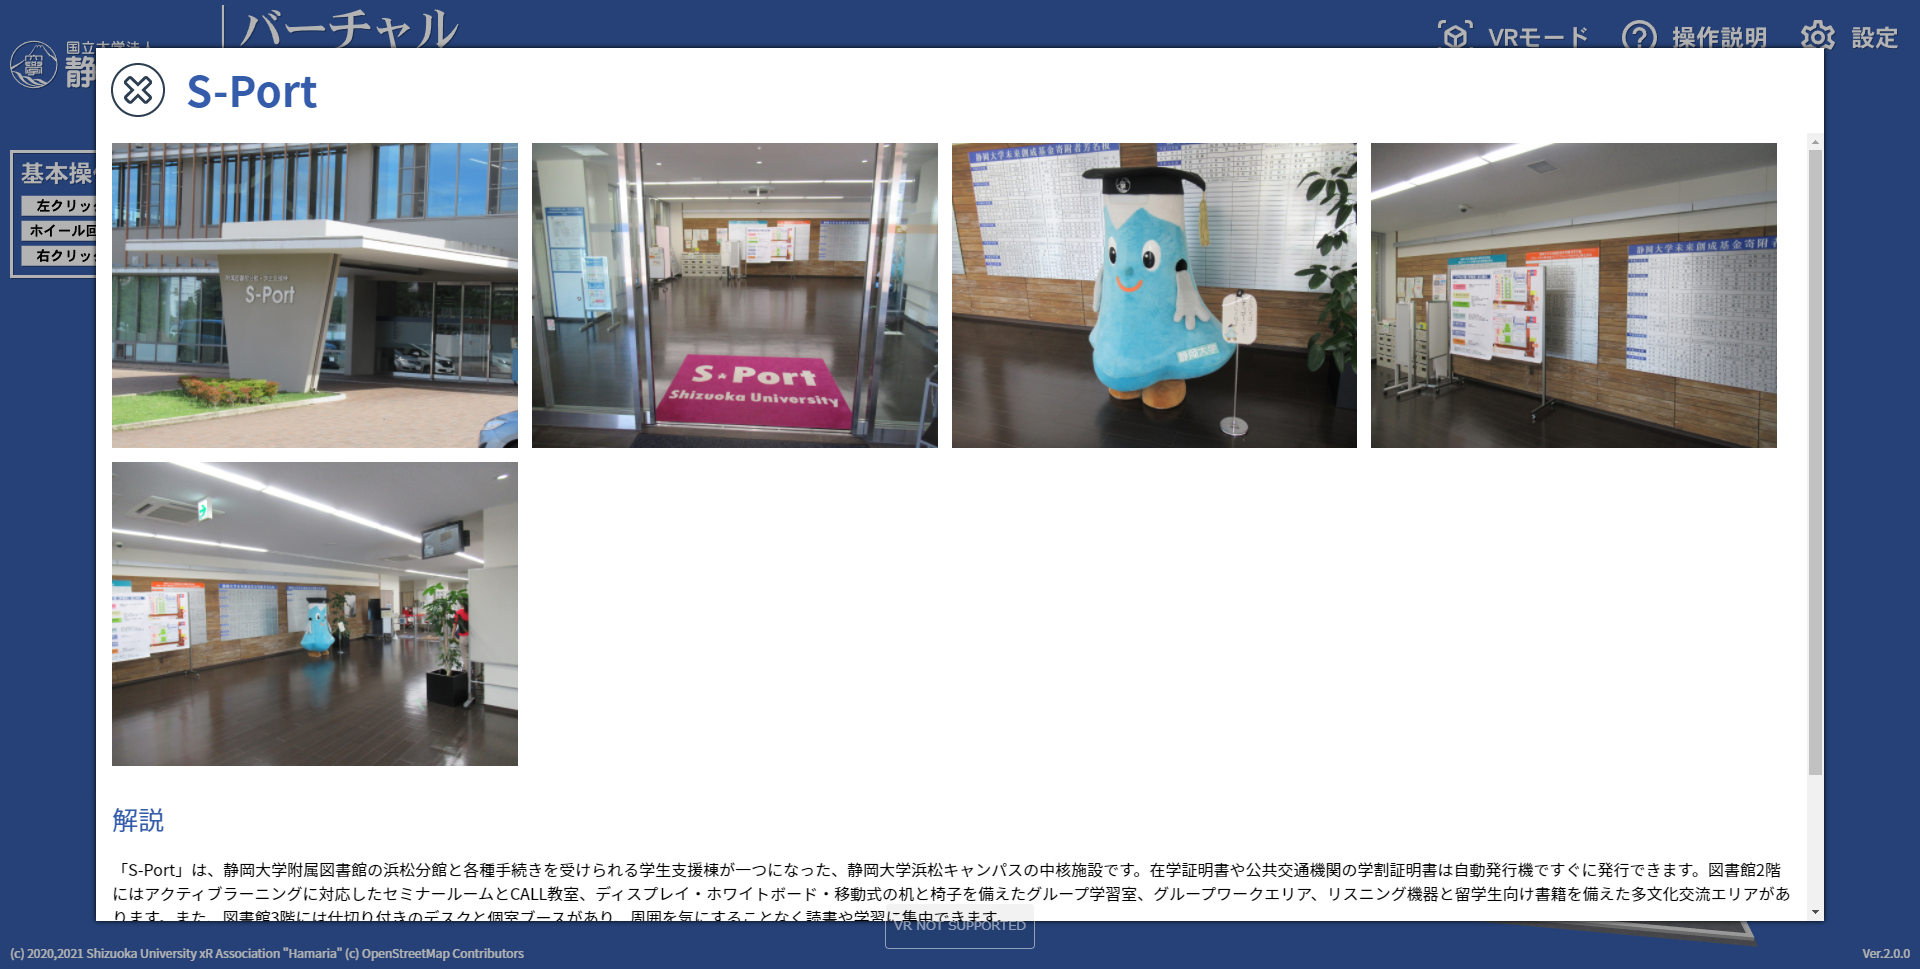 バーチャル
国立大学法人
静
VRモード
操作説明
設定
S-Port
基本操
左クリック
ホイール回
右クリック
S-Port
S★Port
Shizuoka University
静岡大学未来創成基金寄附者芳名板
静岡大学
静岡大学未来創成基金寄附者
解説
「S-Port」は、静岡大学附属図書館の浜松分館と各種手続きを受けられる学生支援棟が一つになった、静岡大学浜松キャンパスの中核施設です。在学証明書や公共交通機関の学割証明書は自動発行機ですぐに発行できます。図書館2階
にはアクティブラーニングに対応したセミナールームとCALL教室、ディスプレイ・ホワイトボード・移動式の机と椅子を備えたグループ学習室、グループワークエリア、リスニング機器と留学生向け書籍を備えた多文化交流エリアがあ
ります。また、図書館3階には仕切り付きのデスクと個室ブースがあり、周囲を気にすることなく読書や学習に集中できます。
VR NOT SUPPORTED
(c) 2020,2021 Shizuoka University xR Association "Hamaria" (c) OpenStreetMap Contributors
Ver.2.0.0